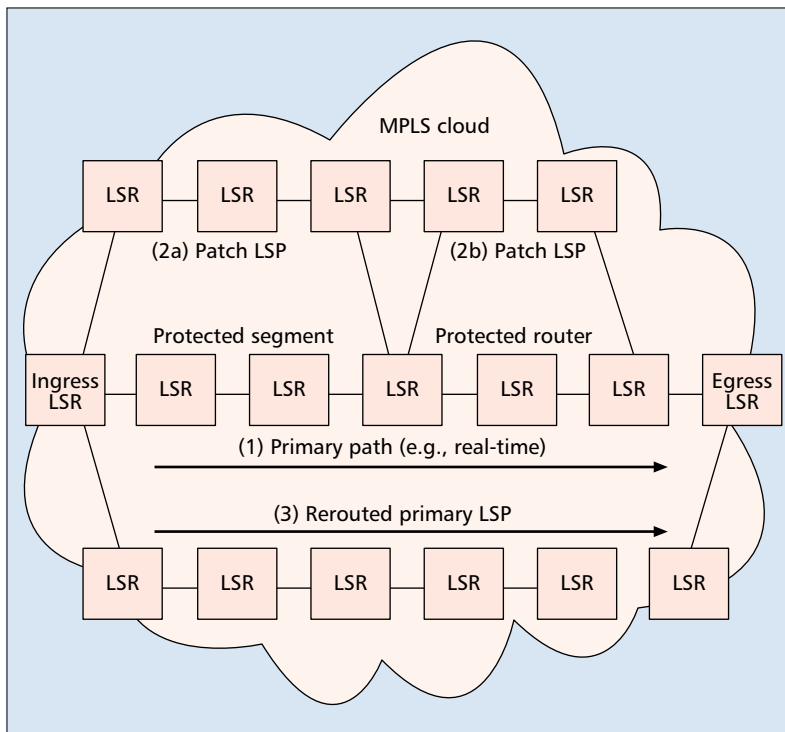 MPLS cloud
LSR LSR LSR LSR LSR
(2a) Patch LSP (2b) Patch LSP
Protected segment Protected router
Ingress
LSR
LSR LSR LSR LSR LSR
Egress
LSR
(1) Primary path (e.g., real-time)
(3) Rerouted primary LSP
LSR LSR LSR LSR LSR LSR